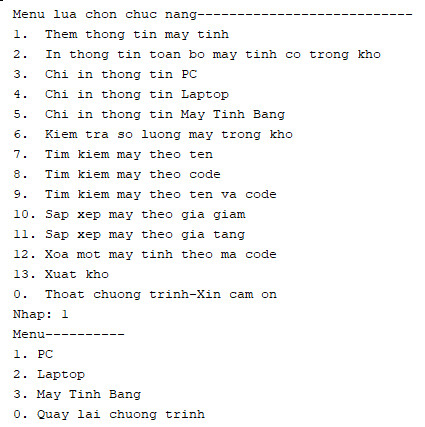 Menu lua chon chuc nang---------------------------
1.  Them thong tin may tinh
2.  In thong tin toan bo may tinh co trong kho
3.  Chi in thong tin PC
4.  Chi in thong tin Laptop
5.  Chi in thong tin May Tinh Bang
6.  Kiem tra so luong may trong kho
7.  Tim kiem may theo ten
8.  Tim kiem may theo code
9.  Tim kiem may theo ten va code
10. Sap xep may theo gia giam
11. Sap xep may theo gia tang
12. Xoa mot may tinh theo ma code
13. Xuat kho
0.  Thoat chuong trinh-Xin cam on
Nhap: 1
Menu----------
1. PC
2. Laptop
3. May Tinh Bang
0. Quay lai chuong trinh